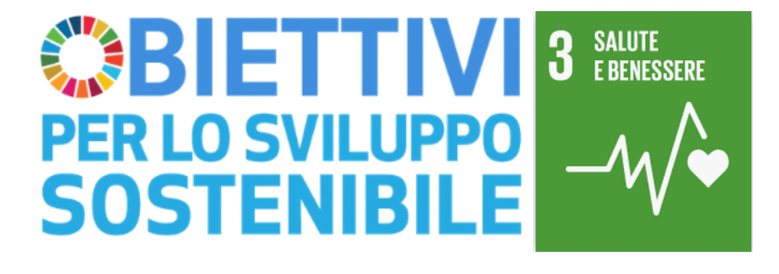 OBIETTIVI
PER LO SVILUPPO
SOSTENIBILE
3 SALUTE
E BENESSERE